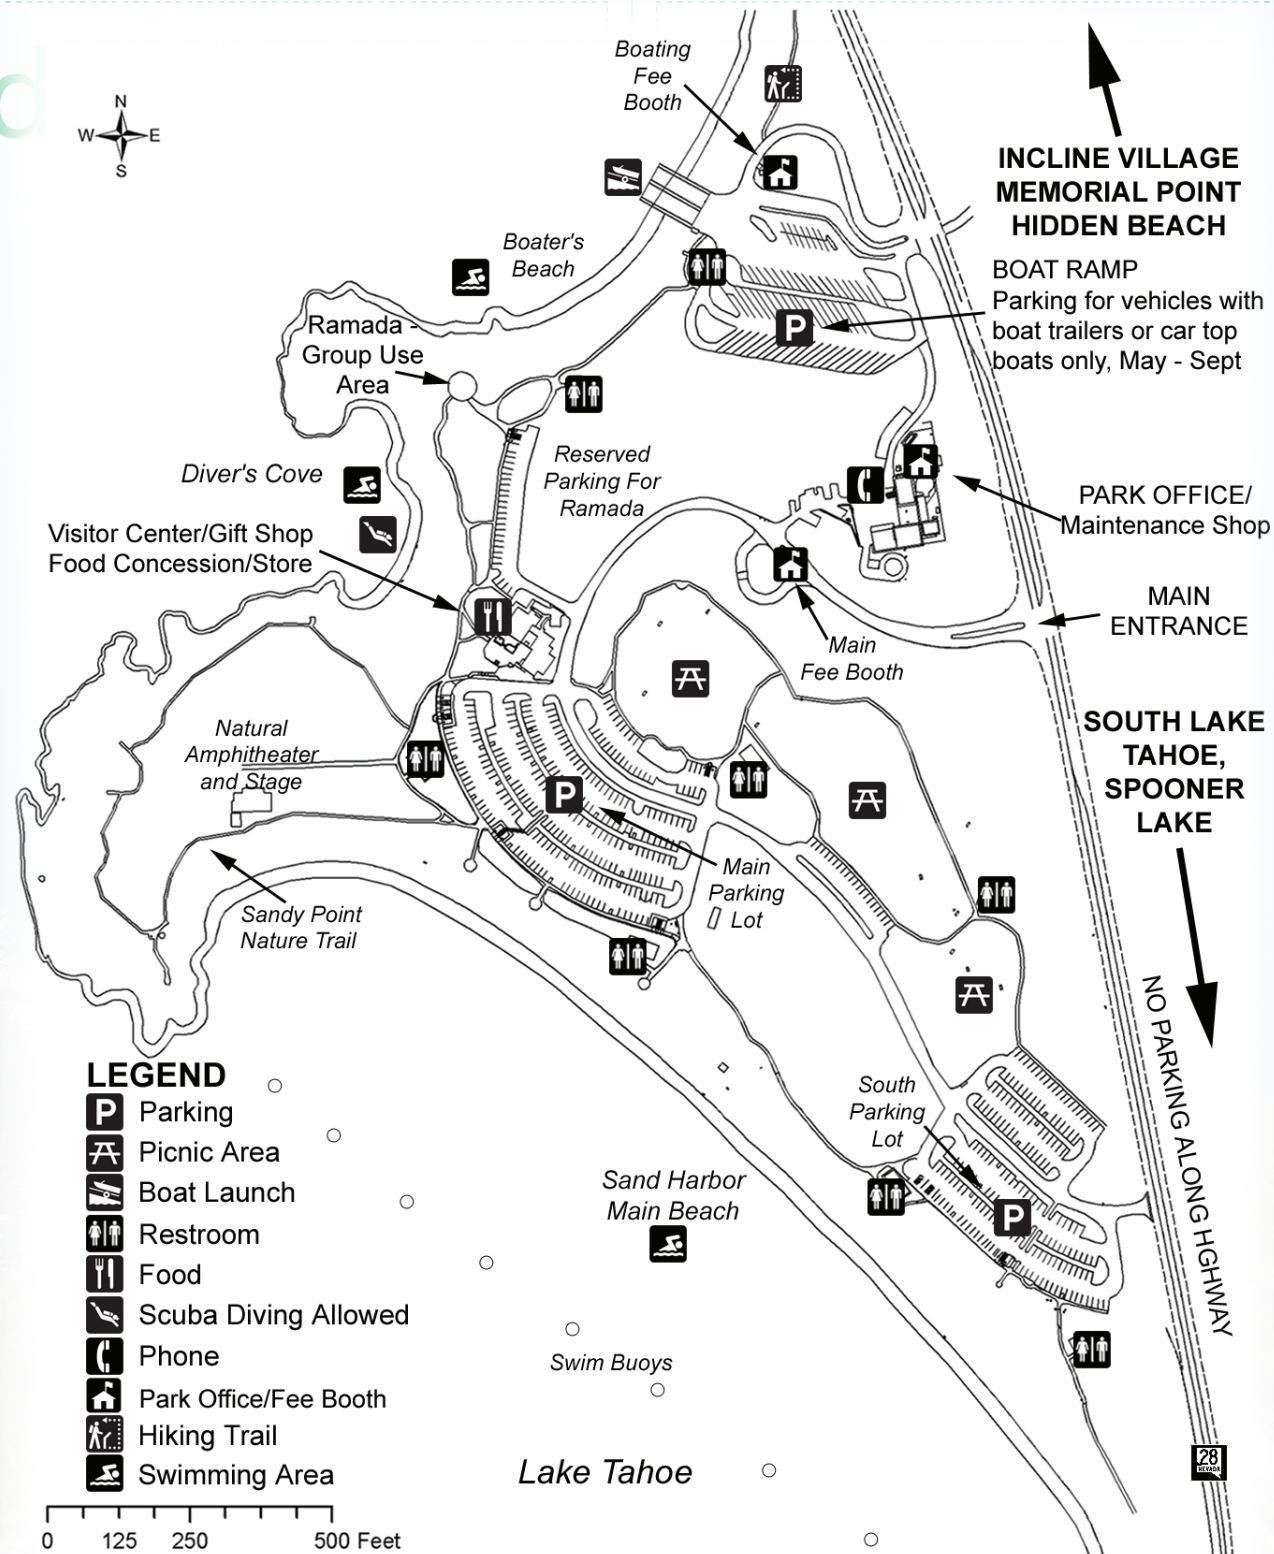 d
N
W E
S
Boating
Fee
Booth
INCLINE VILLAGE
MEMORIAL POINT
HIDDEN BEACH
Boater's
Beach
BOAT RAMP
Parking for vehicles with
boat trailers or car top
boats only, May - Sept
P
Ramada -
Group Use
Area
Reserved
Parking For
Ramada
Diver's Cove
PARK OFFICE/
Maintenance Shop
Visitor Center/Gift Shop
Food Concession/Store
MAIN
ENTRANCE
Main
Fee Booth
SOUTH LAKE
TAHOE,
SPOONER
LAKE
Natural
Amphitheater
and Stage
P
Main
Parking
Lot
Sandy Point
Nature Trail
NO PARKING ALONG HGHWAY
South
Parking
Lot
P
Sand Harbor
Main Beach
Swim Buoys
Lake Tahoe
28
NEVADA
LEGEND
P Parking
Picnic Area
Boat Launch
Restroom
Food
Scuba Diving Allowed
Phone
Park Office/Fee Booth
Hiking Trail
Swimming Area
0 125 250 500 Feet